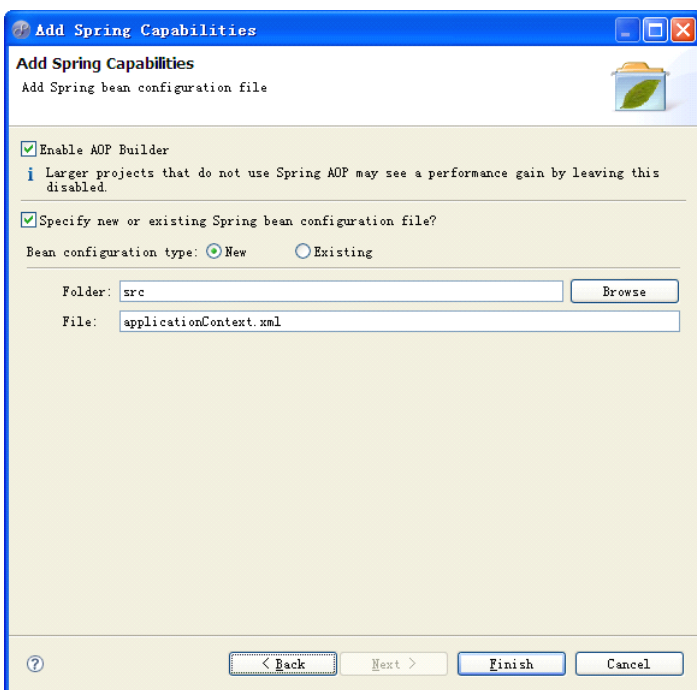 Add Spring Capabilities
Add Spring Capabilities
Add Spring bean configuration file
Enable AOP Builder
Larger projects that do not use Spring AOP may see a performance gain by leaving this
disabled.
Specify new or existing Spring bean configuration file?
Bean configuration type: New Existing
Folder: src Browse
File: applicationContext.xml
< Back Next > Finish Cancel